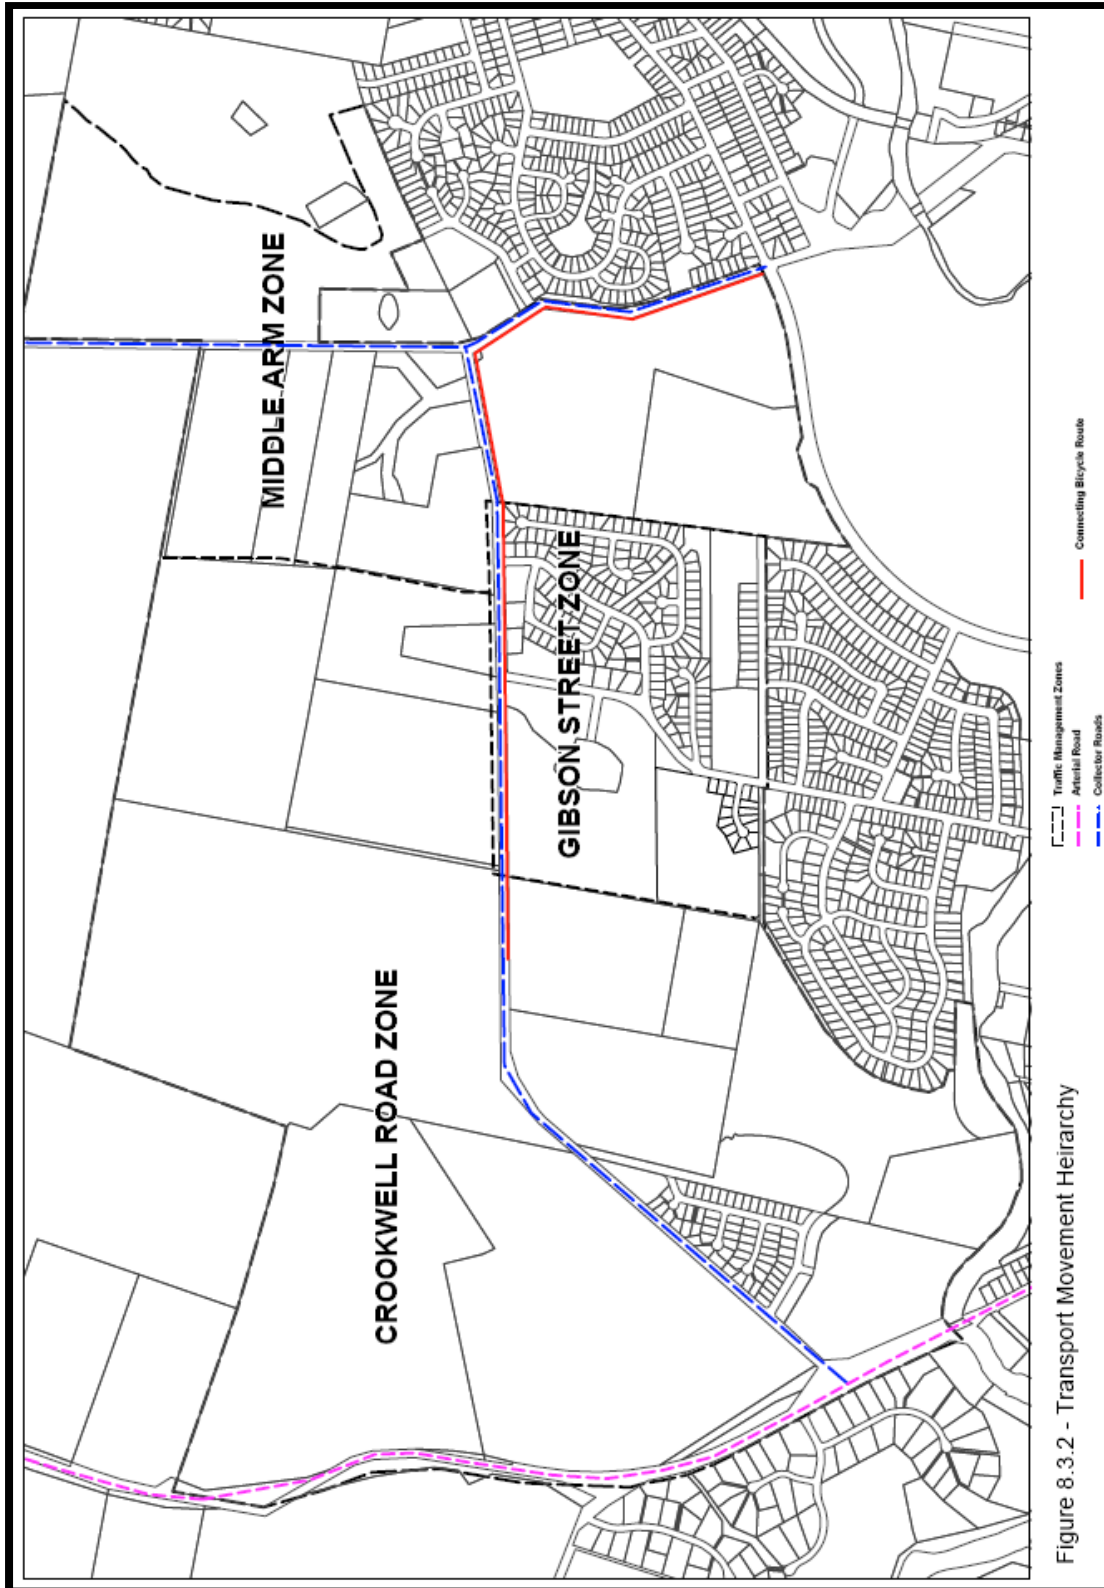 MIDDLE ARM ZONE
GIBSON STREET ZONE
CROOKWELL ROAD ZONE
Traffic Management Zones
Arterial Road
Collector Roads
Connecting Bicycle Route
Figure 8.3.2 - Transport Movement Heirarchy